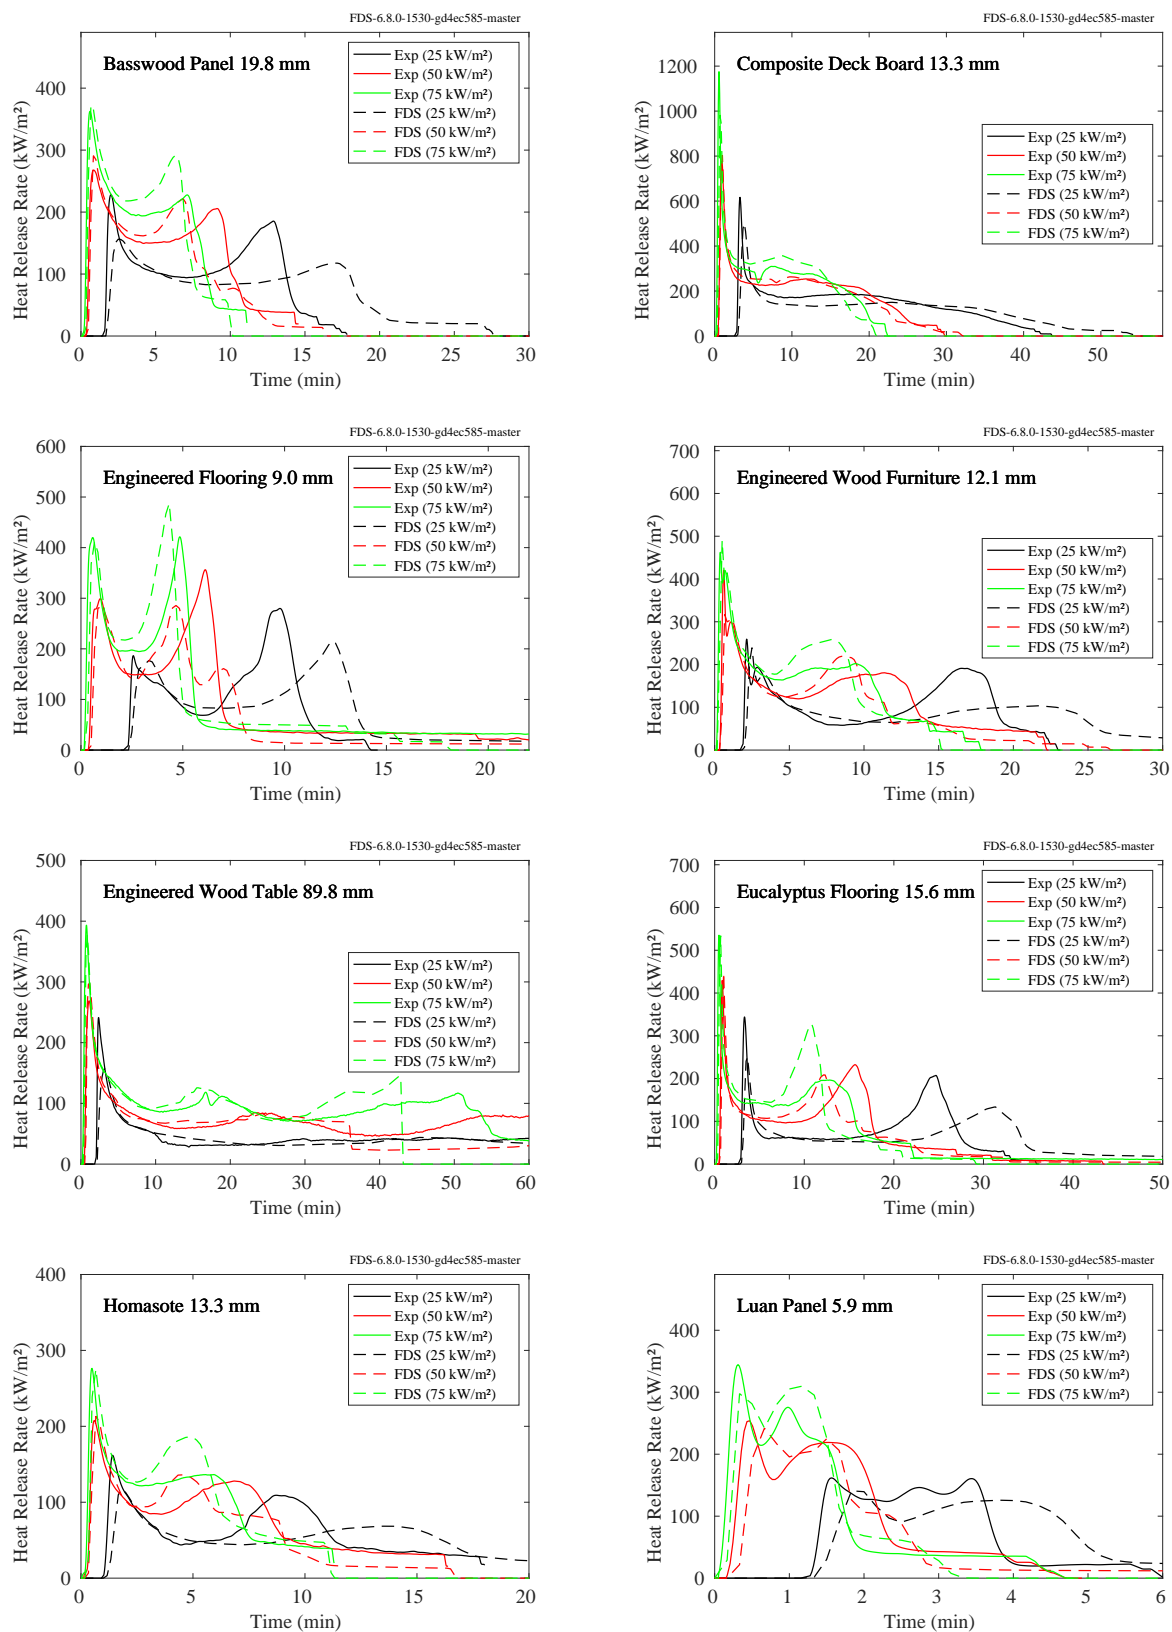 FDS-6.8.0-1530-gd4ec585-master
Basswood Panel 19.8 mm
Exp (25 kW/m²)
Exp (50 kW/m²)
Exp (75 kW/m²)
FDS (25 kW/m²)
FDS (50 kW/m²)
FDS (75 kW/m²)
Heat Release Rate (kW/m²)
400
300
200
100
0
0 5 10 15 20 25 30
Time (min)
FDS-6.8.0-1530-gd4ec585-master
Composite Deck Board 13.3 mm
Exp (25 kW/m²)
Exp (50 kW/m²)
Exp (75 kW/m²)
FDS (25 kW/m²)
FDS (50 kW/m²)
FDS (75 kW/m²)
Heat Release Rate (kW/m²)
1200
1000
800
600
400
200
0
0 10 20 30 40 50
Time (min)
FDS-6.8.0-1530-gd4ec585-master
Engineered Flooring 9.0 mm
Exp (25 kW/m²)
Exp (50 kW/m²)
Exp (75 kW/m²)
FDS (25 kW/m²)
FDS (50 kW/m²)
FDS (75 kW/m²)
Heat Release Rate (kW/m²)
600
500
400
300
200
100
0
0 5 10 15 20
Time (min)
FDS-6.8.0-1530-gd4ec585-master
Engineered Wood Furniture 12.1 mm
Exp (25 kW/m²)
Exp (50 kW/m²)
Exp (75 kW/m²)
FDS (25 kW/m²)
FDS (50 kW/m²)
FDS (75 kW/m²)
Heat Release Rate (kW/m²)
700
600
500
400
300
200
100
0
0 5 10 15 20 25 30
Time (min)
FDS-6.8.0-1530-gd4ec585-master
Engineered Wood Table 89.8 mm
Exp (25 kW/m²)
Exp (50 kW/m²)
Exp (75 kW/m²)
FDS (25 kW/m²)
FDS (50 kW/m²)
FDS (75 kW/m²)
Heat Release Rate (kW/m²)
500
400
300
200
100
0
0 10 20 30 40 50 60
Time (min)
FDS-6.8.0-1530-gd4ec585-master
Eucalyptus Flooring 15.6 mm
Exp (25 kW/m²)
Exp (50 kW/m²)
Exp (75 kW/m²)
FDS (25 kW/m²)
FDS (50 kW/m²)
FDS (75 kW/m²)
Heat Release Rate (kW/m²)
700
600
500
400
300
200
100
0
0 10 20 30 40 50
Time (min)
FDS-6.8.0-1530-gd4ec585-master
Homasote 13.3 mm
Exp (25 kW/m²)
Exp (50 kW/m²)
Exp (75 kW/m²)
FDS (25 kW/m²)
FDS (50 kW/m²)
FDS (75 kW/m²)
Heat Release Rate (kW/m²)
400
300
200
100
0
0 5 10 15 20
Time (min)
FDS-6.8.0-1530-gd4ec585-master
Luan Panel 5.9 mm
Exp (25 kW/m²)
Exp (50 kW/m²)
Exp (75 kW/m²)
FDS (25 kW/m²)
FDS (50 kW/m²)
FDS (75 kW/m²)
Heat Release Rate (kW/m²)
400
300
200
100
0
0 1 2 3 4 5 6
Time (min)